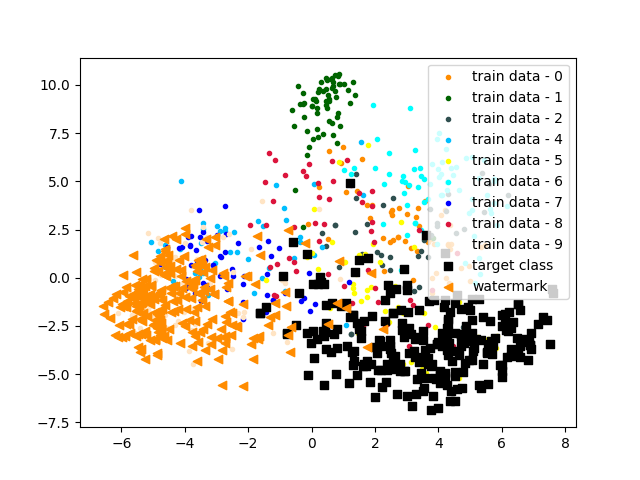 10.0
7.5
5.0
2.5
0.0
−2.5
−5.0
−7.5
−6 −4 −2 0 2 4 6 8
train data - 0
train data - 1
train data - 2
train data - 4
train data - 5
train data - 6
train data - 7
train data - 8
train data - 9
target class
watermark